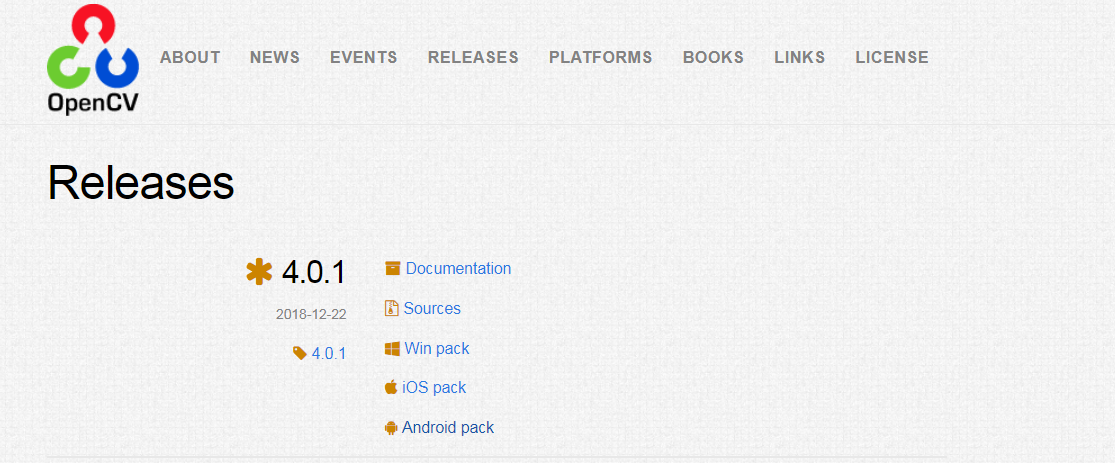 OpenCV
ABOUT NEWS EVENTS RELEASES PLATFORMS BOOKS LINKS LICENSE
Releases
4.0.1
2018-12-22
4.0.1
Documentation
Sources
Win pack
iOS pack
Android pack